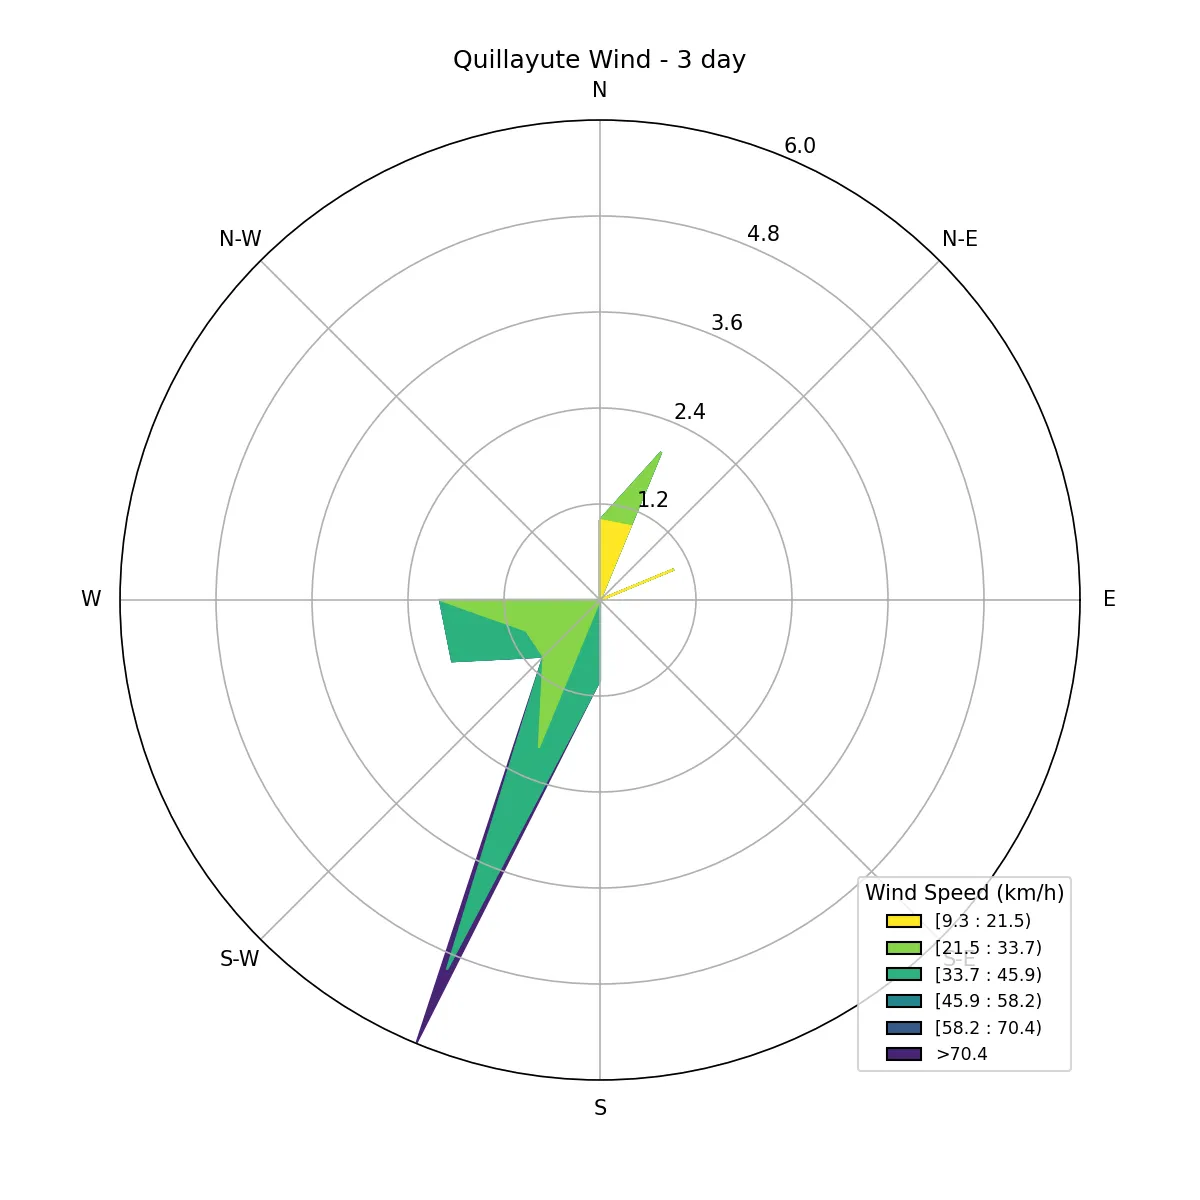 Quillayute Wind - 3 day
N
6.0
N-W
N-E
4.8
3.6
2.4
1.2
W
E
Wind Speed (km/h)
[9.3 : 21.5)
[21.5 : 33.7)
S-W
S-E
[33.7 : 45.9)
[45.9 : 58.2)
[58.2 : 70.4)
>70.4
S